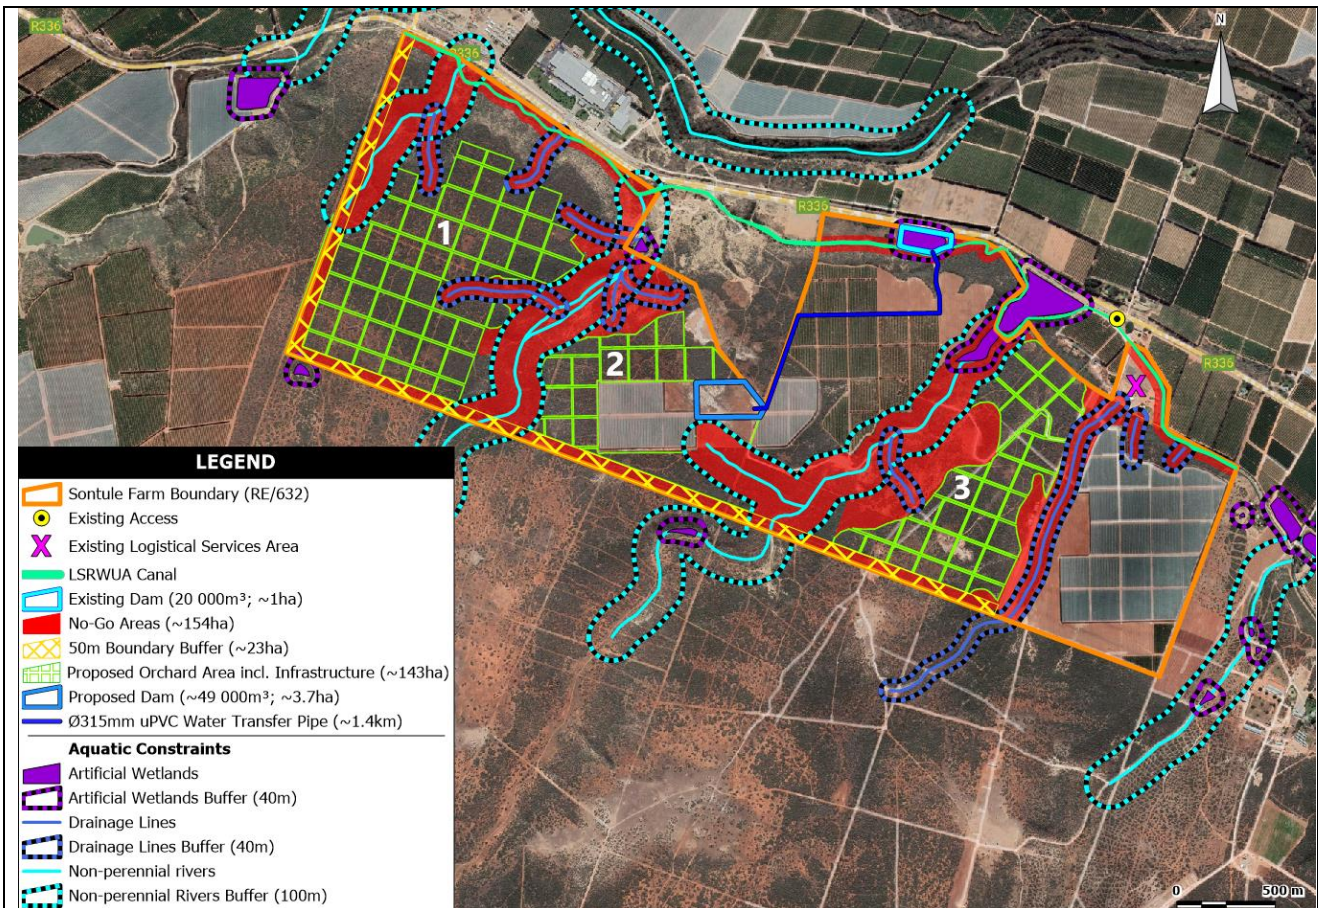 R336
R336
N
R336
R336
1
2
3
LEGEND
Sontule Farm Boundary (RE/632)
Existing Access
X Existing Logistical Services Area
LSRWUA Canal
Existing Dam (20 000m³; ~1ha)
No-Go Areas (~154ha)
50m Boundary Buffer (~23ha)
Proposed Orchard Area incl. Infrastructure (~143ha)
Proposed Dam (~49 000m³; ~3.7ha)
Ø315mm uPVC Water Transfer Pipe (~1.4km)
Aquatic Constraints
Artificial Wetlands
Artificial Wetlands Buffer (40m)
Drainage Lines
Drainage Lines Buffer (40m)
Non-perennial rivers
Non-perennial Rivers Buffer (100m)
0 500 m